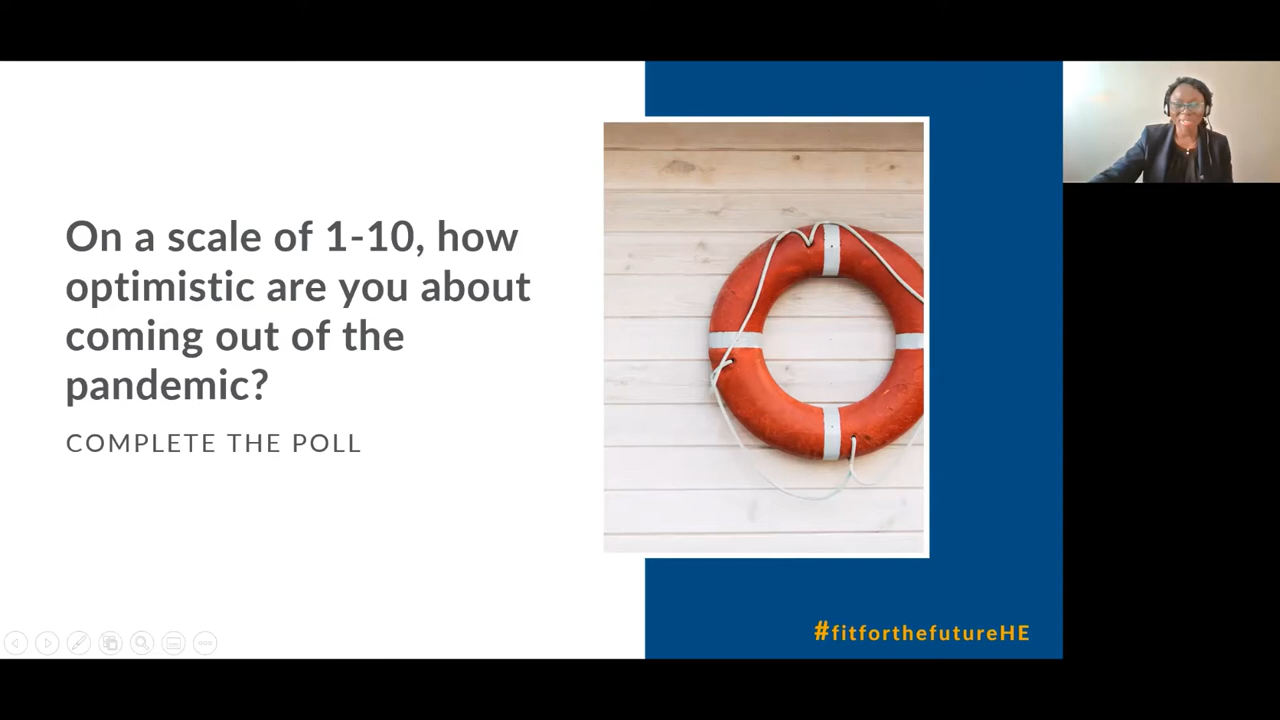 On a scale of 1-10, how
optimistic are you about
coming out of the
pandemic?
COMPLETE THE POLL
#fitforthefutureHE